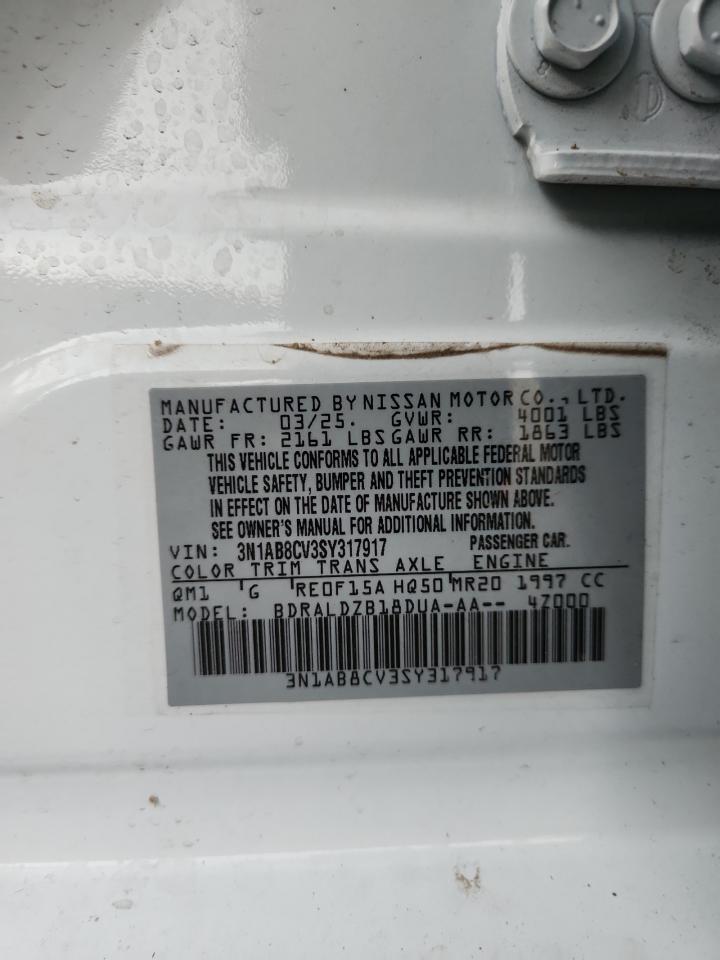 MANUFACTURED BY NISSAN MOTOR CO., LTD.
DATE: 03/25. GVWR: 4001 LBS
GAWR FR: 2161 LBS GAWR RR: 1863 LBS
THIS VEHICLE CONFORMS TO ALL APPLICABLE FEDERAL MOTOR
VEHICLE SAFETY, BUMPER AND THEFT PREVENTION STANDARDS
IN EFFECT ON THE DATE OF MANUFACTURE SHOWN ABOVE.
SEE OWNER'S MANUAL FOR ADDITIONAL INFORMATION.
VIN: 3N1AB8CV3SY317917 PASSENGER CAR.
COLOR TRIM TRANS AXLE ENGINE
QM1 'G RE0F15A HQ50 MR20 1997 CC
MODEL: BDRALDZB18DUA-AA-- 4Z000
3N1AB8CV3SY317917